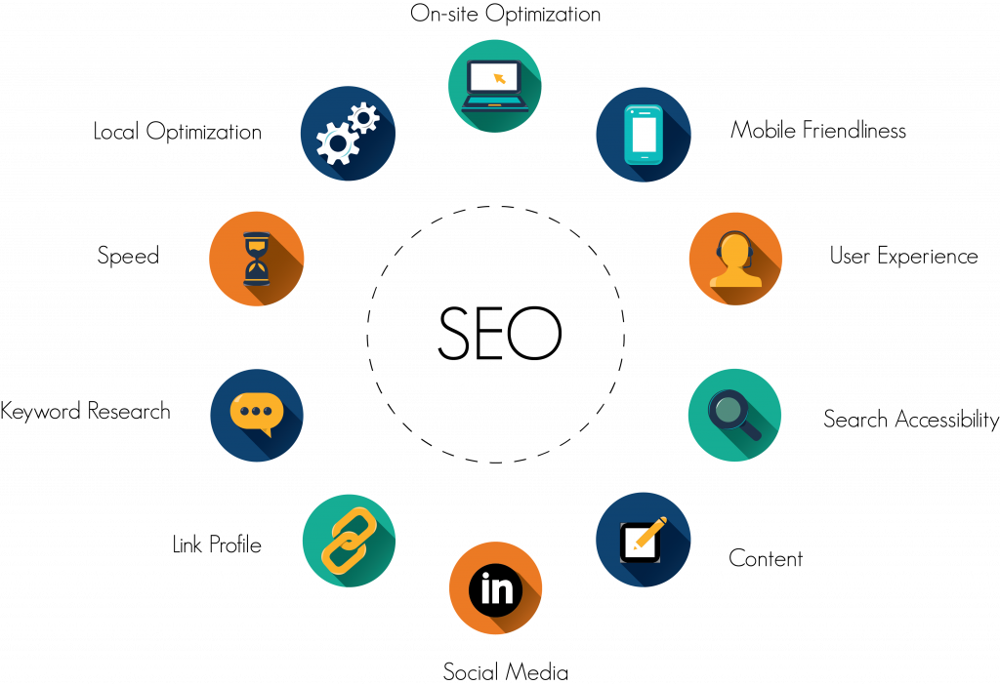 On-site Optimization
Local Optimization
Mobile Friendliness
Speed
User Experience
SEO
Keyword Research
Search Accessibility
Link Profile
Content
in
Social Media